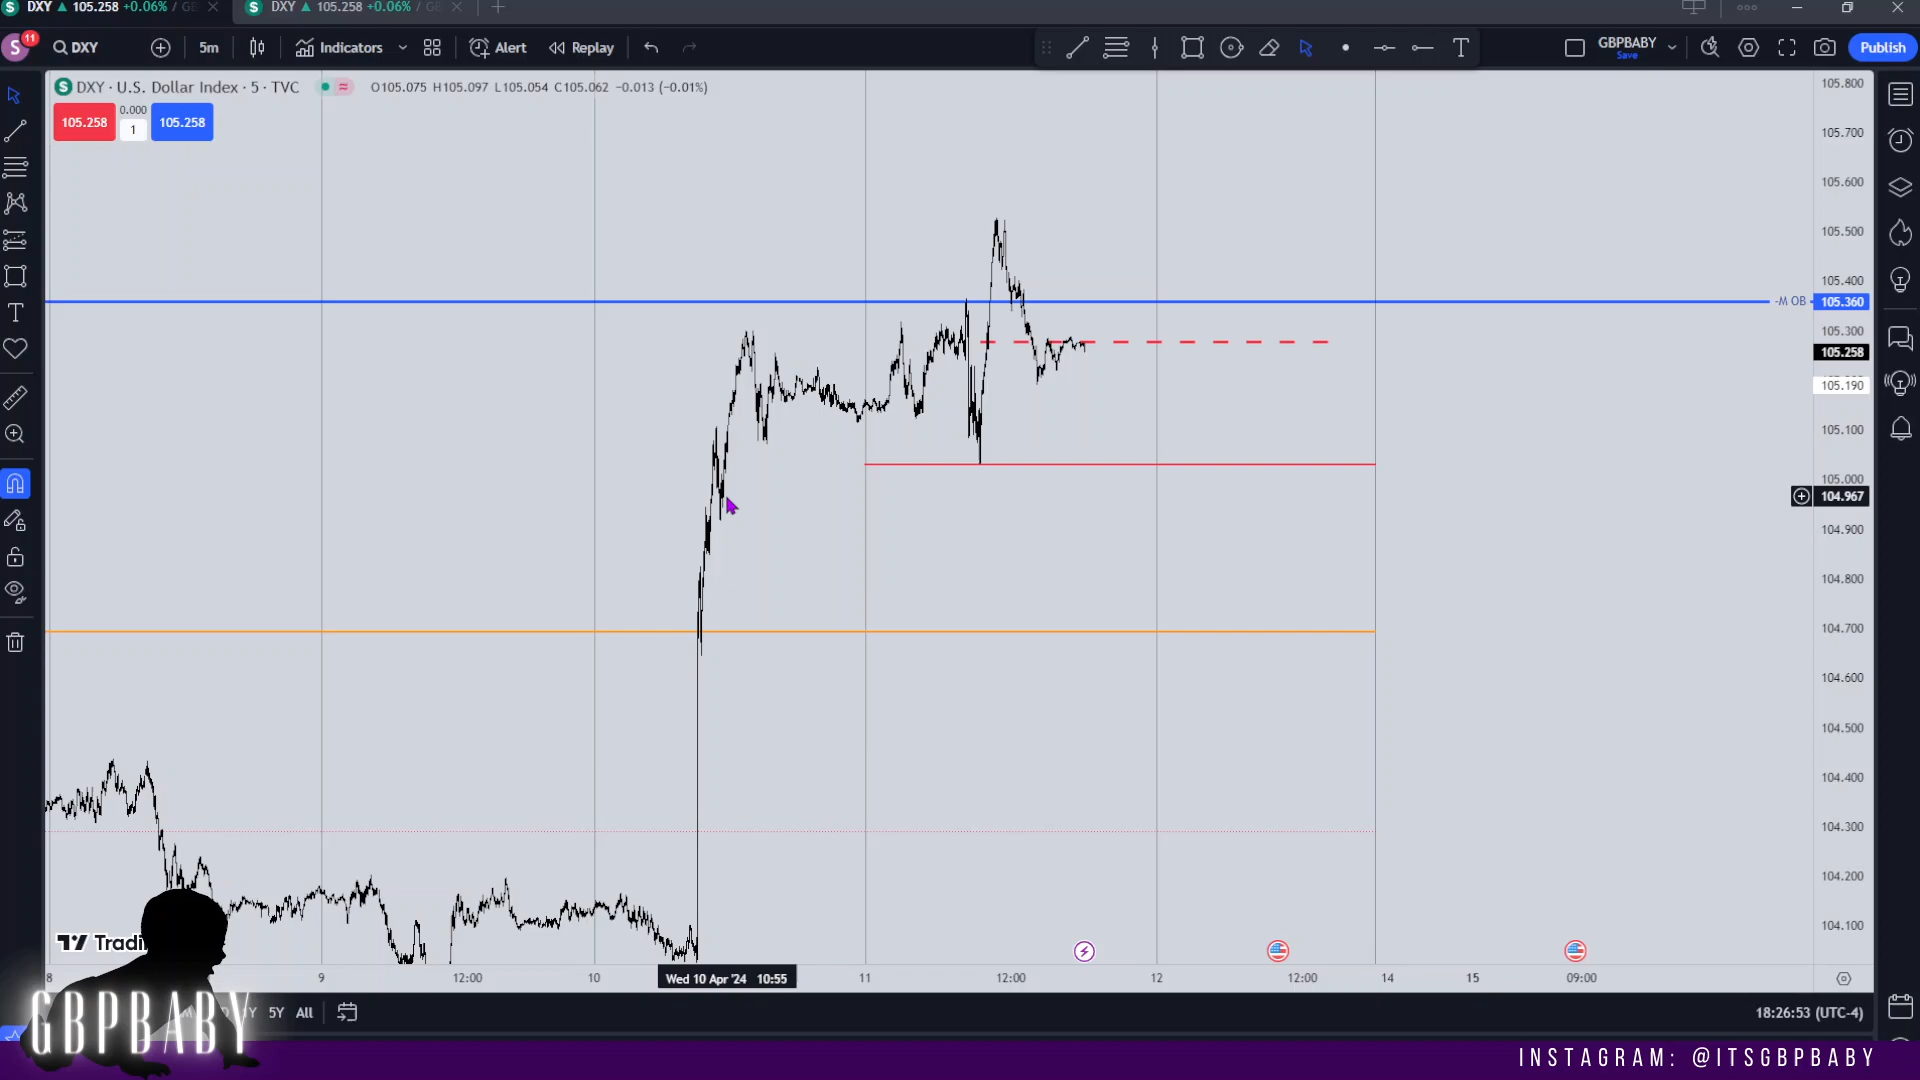 DXY ▲ 105.258 +0.06% / GB
DXY ▲ 105.258 +0.06% / GB
S 11 DXY 5m Indicators Alert Replay GBPBABY Save Publish
DXY · U.S. Dollar Index · 5 · TVC O105.075 H105.097 L105.054 C105.062 −0.013 (−0.01%)
105.258 0.000 1 105.258
105.800
105.700
105.600
105.500
105.400
-M OB 105.360
105.300
105.258
105.190
105.100
105.000
104.967
104.900
104.800
104.700
104.600
104.500
104.400
104.300
104.200
104.100
8 9 12:00 10 Wed 10 Apr '24 10:55 11 12:00 12 12:00 14 15 09:00
5Y All 18:26:53 (UTC-4)
GBPBABY
INSTAGRAM: @ITSGBPBABY